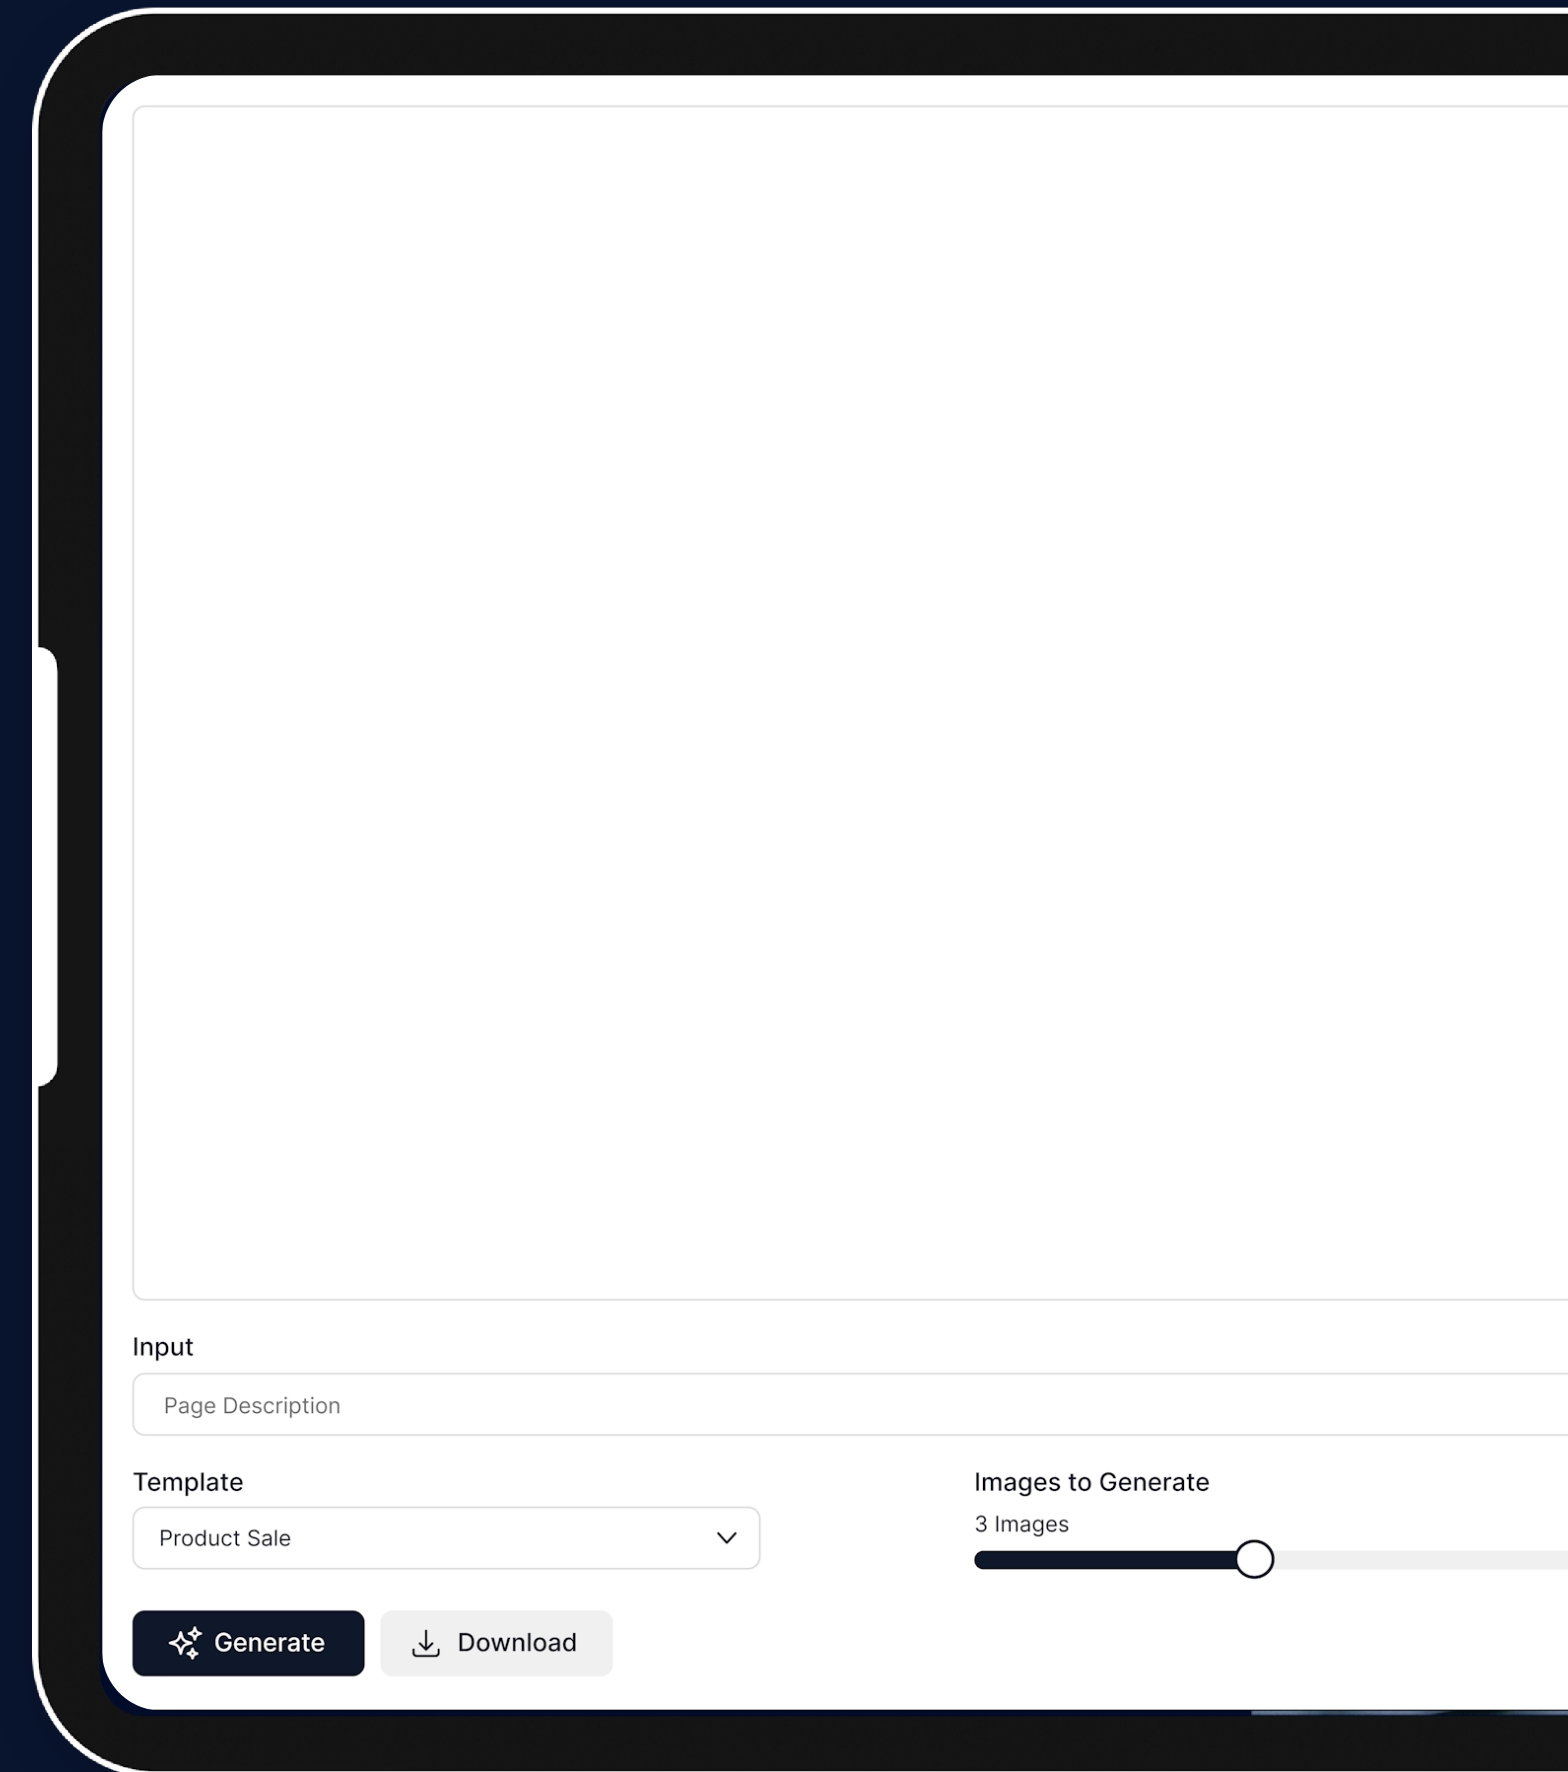 Input
Page Description
Template
Images to Generate
Product Sale
3 Images
Generate
Download